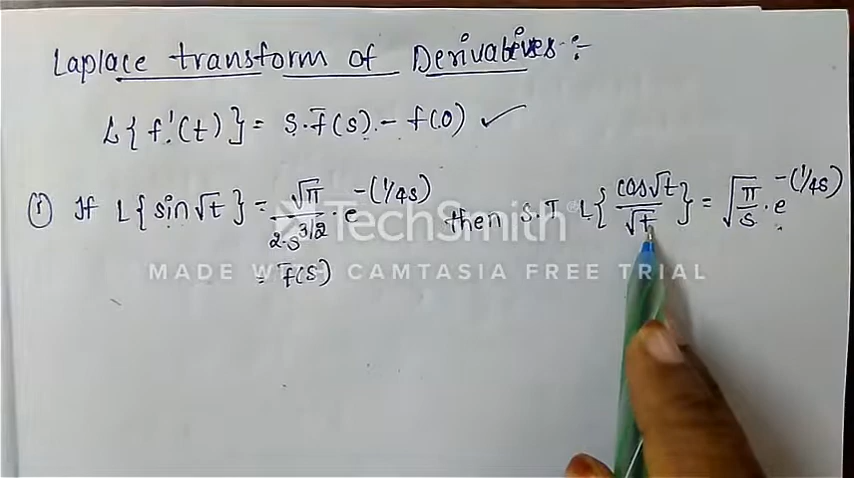 Laplace transform of Derivatives:-
L{f'(t)} = s.f̄(s) - f(0) ✓
① If L{sin√t} = √π/(2.s^3/2) . e^-(1/4s) then S.T L{cos√t/√t} = √(π/s) . e^-(1/4s)
= f̄(s)
TechSmith
MADE WITH CAMTASIA FREE TRIAL